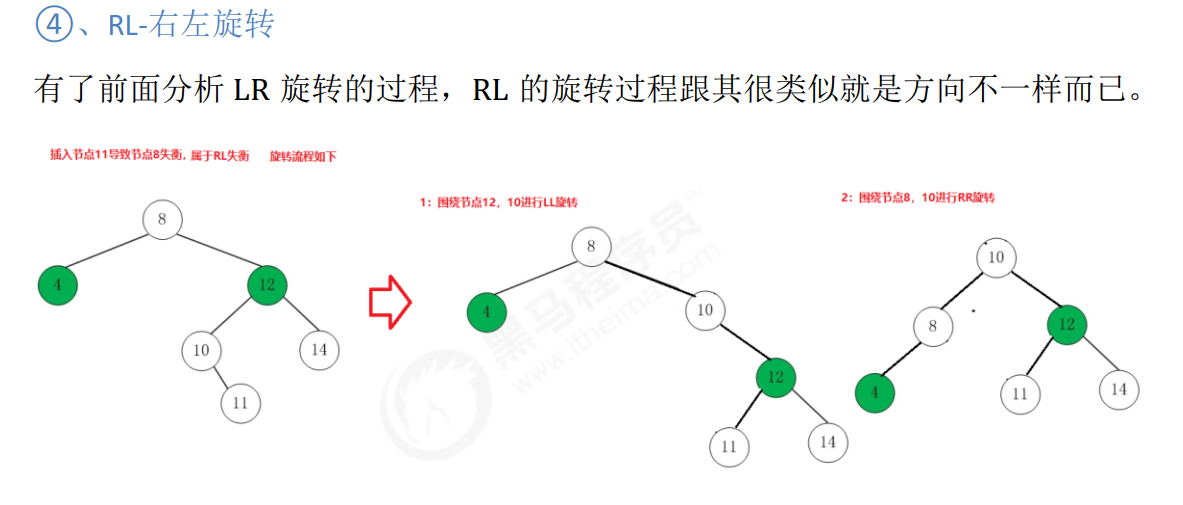 ④、RL-右左旋转
有了前面分析 LR 旋转的过程，RL 的旋转过程跟其很类似就是方向不一样而已。
插入节点11导致节点8失衡，属于RL失衡 旋转流程如下
1：围绕节点12，10进行LL旋转
2：围绕节点8，10进行RR旋转
8
4
12
10
14
11
8
4
10
12
11
14
10
8
12
4
11
14
黑马程序员™
www.itheima.com